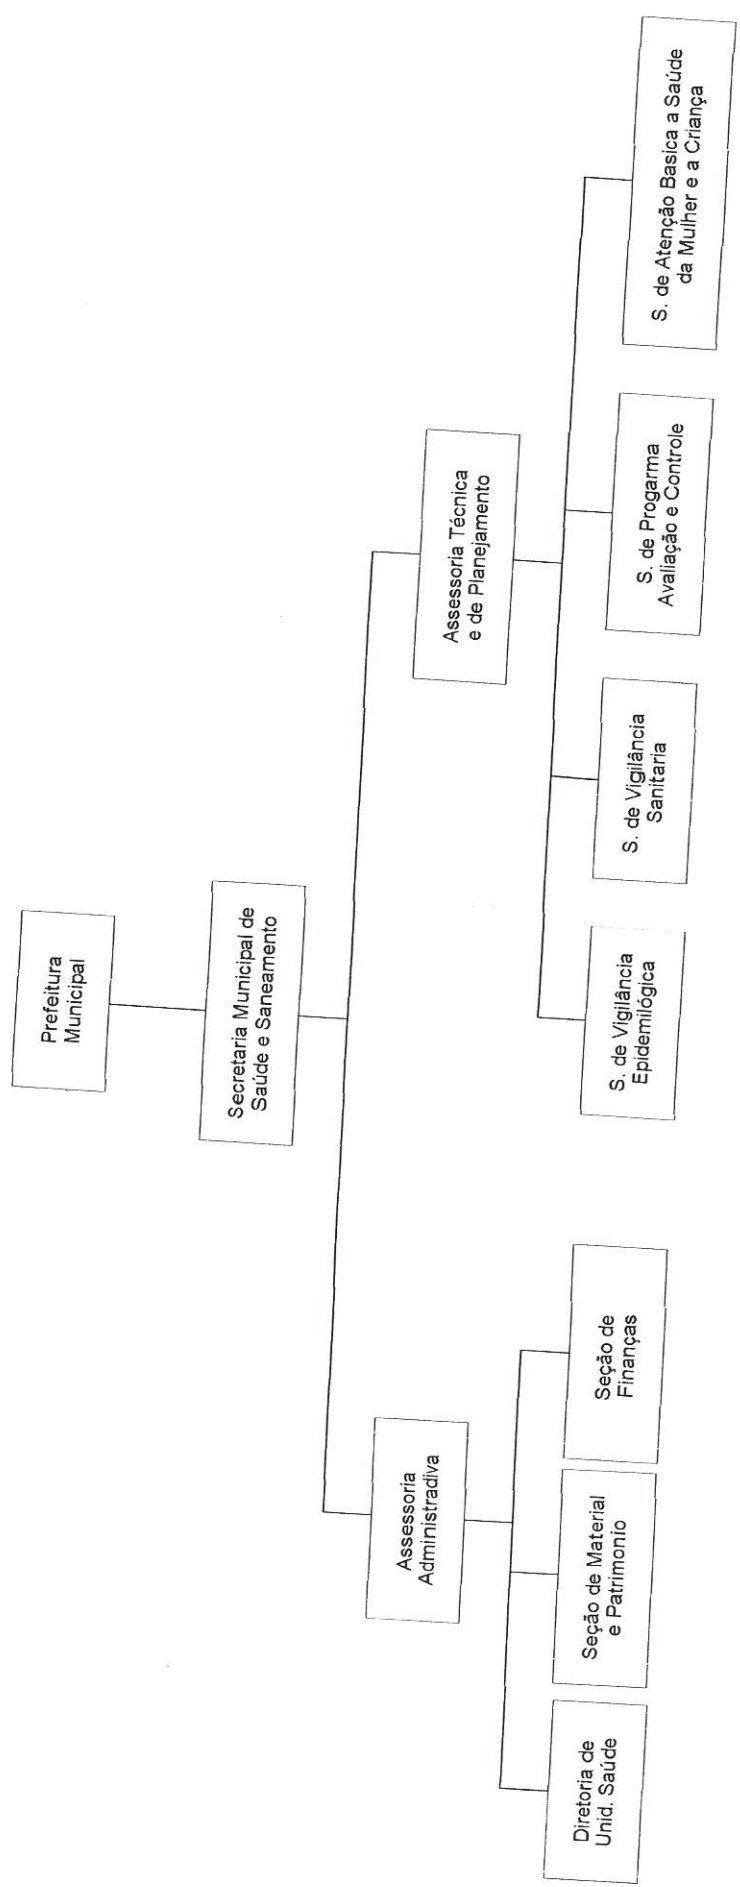 Prefeitura
Municipal
Secretaria Municipal de
Saúde e Saneamento
Assessoria
Administradiva
Assessoria Técnica
e de Planejamento
Diretoria de
Unid. Saúde
Seção de Material
e Patrimonio
Seção de
Finanças
S. de Vigilância
Epidemilógica
S. de Vigilância
Sanitaria
S. de Progarma
Avaliação e Controle
S. de Atenção Basica a Saúde
da Mulher e a Criança